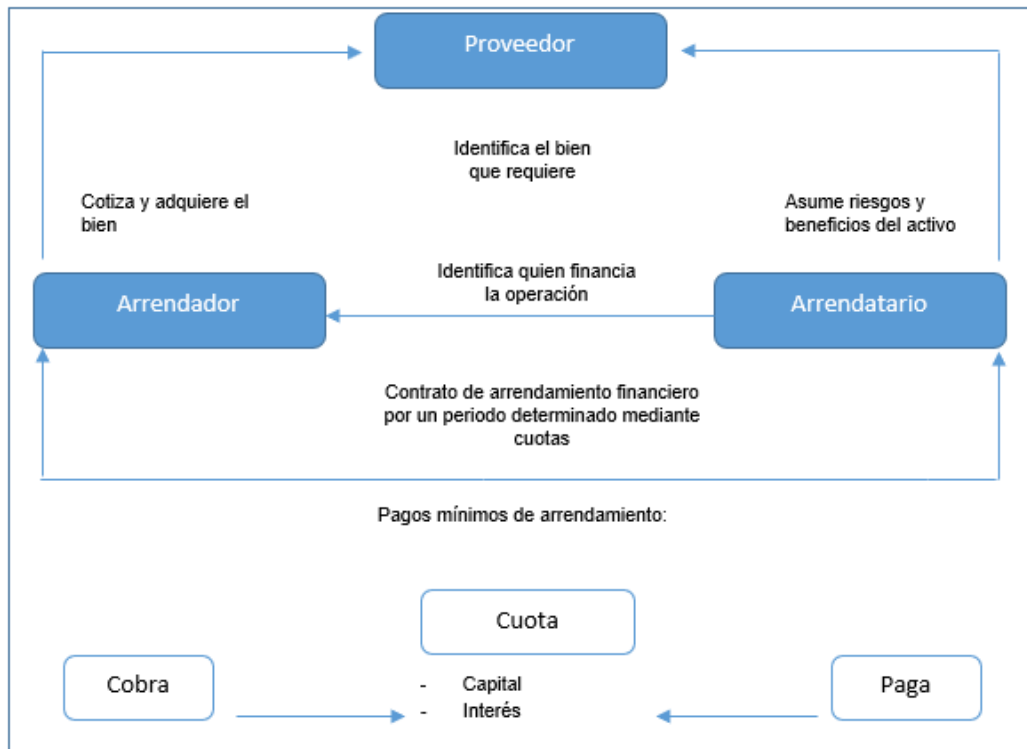 Proveedor
Identifica el bien
que requiere
Cotiza y adquiere el
bien
Asume riesgos y
beneficios del activo
Identifica quien financia
la operación
Arrendador
Arrendatario
Contrato de arrendamiento financiero
por un periodo determinado mediante
cuotas
Pagos mínimos de arrendamiento:
Cuota
Cobra
- Capital
- Interés
Paga